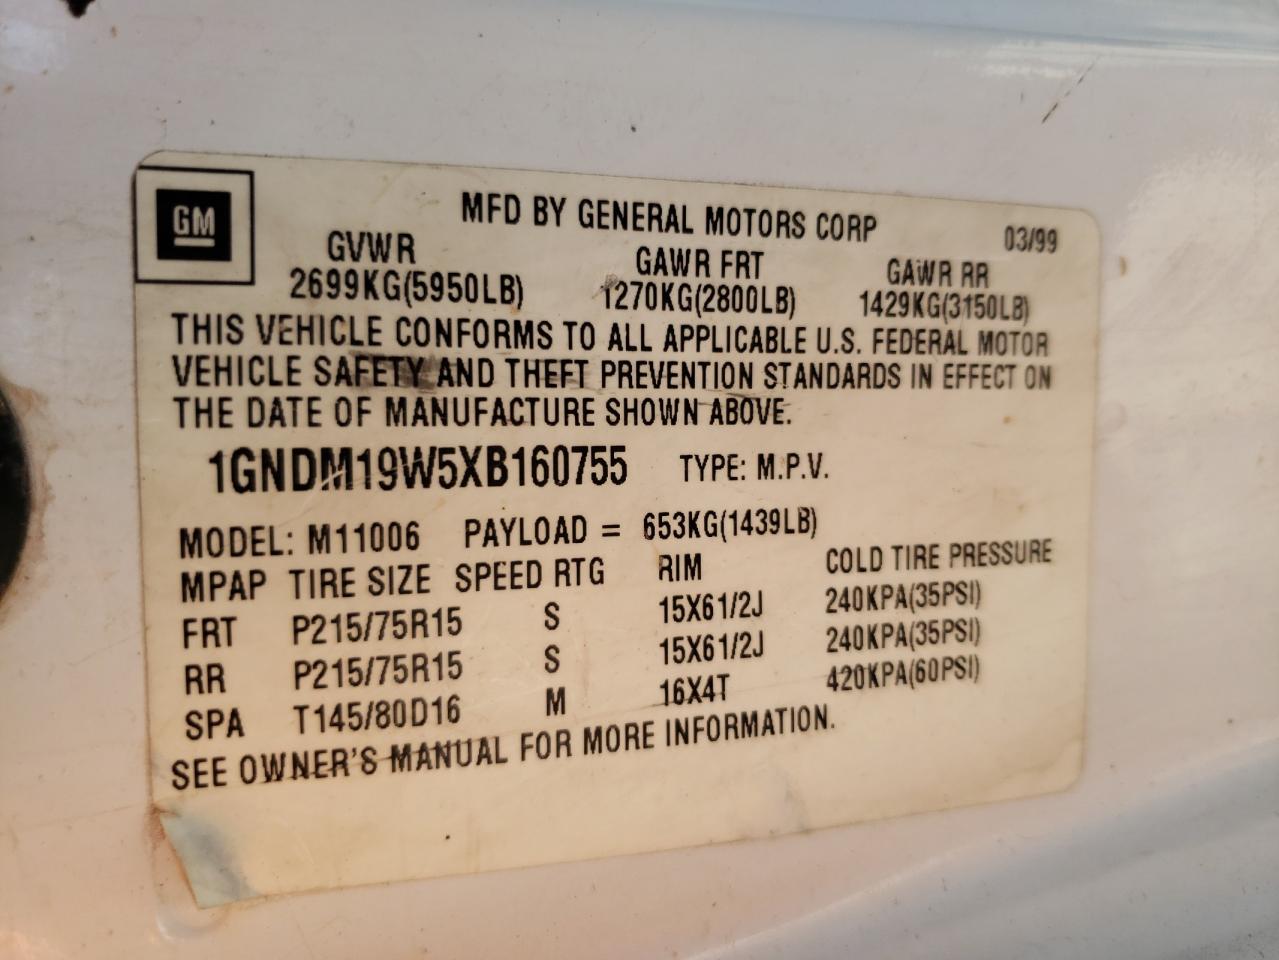 GM
MFD BY GENERAL MOTORS CORP 03/99
GVWR GAWR FRT GAWR RR
2699KG(5950LB) 1270KG(2800LB) 1429KG(3150LB)
THIS VEHICLE CONFORMS TO ALL APPLICABLE U.S. FEDERAL MOTOR
VEHICLE SAFETY AND THEFT PREVENTION STANDARDS IN EFFECT ON
THE DATE OF MANUFACTURE SHOWN ABOVE.
1GNDM19W5XB160755 TYPE: M.P.V.
MODEL: M11006 PAYLOAD = 653KG(1439LB)
MPAP TIRE SIZE SPEED RTG RIM COLD TIRE PRESSURE
FRT P215/75R15 S 15X61/2J 240KPA(35PSI)
RR P215/75R15 S 15X61/2J 240KPA(35PSI)
SPA T145/80D16 M 16X4T 420KPA(60PSI)
SEE OWNER'S MANUAL FOR MORE INFORMATION.